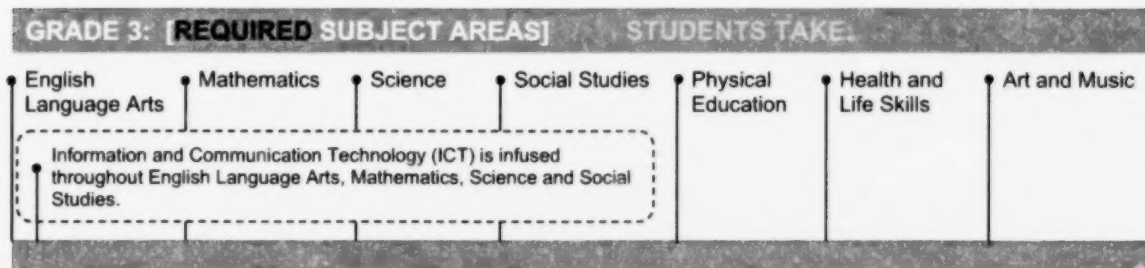 GRADE 3: [REQUIRED SUBJECT AREAS] STUDENTS TAKE:
English
Language Arts
Mathematics
Science
Social Studies
Physical
Education
Health and
Life Skills
Art and Music
Information and Communication Technology (ICT) is infused
throughout English Language Arts, Mathematics, Science and Social
Studies.